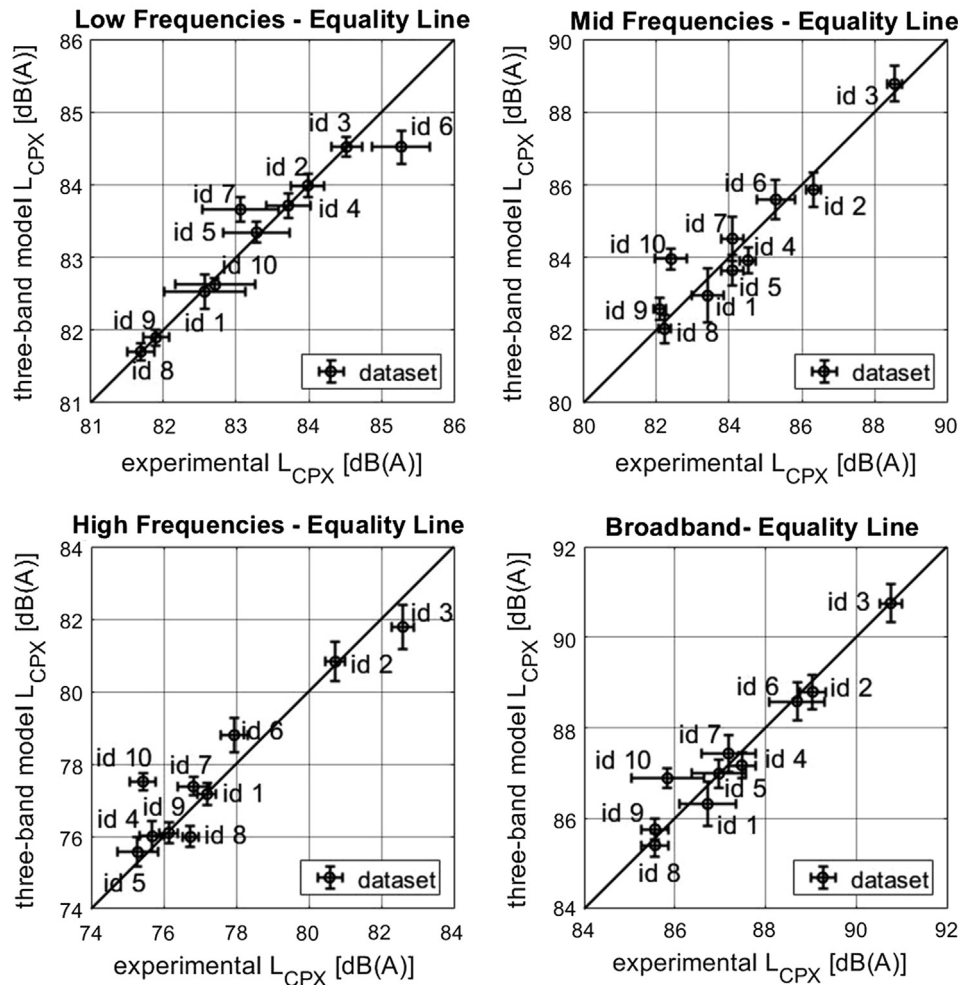 Low Frequencies - Equality Line
three-band model L_CPX [dB(A)]
86
85
84
83
82
81
id 3
id 6
id 2
id 7
id 4
id 5
id 10
id 9
id 1
id 8
dataset
81 82 83 84 85 86
experimental L_CPX [dB(A)]
Mid Frequencies - Equality Line
three-band model L_CPX [dB(A)]
90
88
86
84
82
80
id 3
id 6
id 2
id 7
id 10
id 4
id 5
id 9
id 1
id 8
dataset
80 82 84 86 88 90
experimental L_CPX [dB(A)]
High Frequencies - Equality Line
three-band model L_CPX [dB(A)]
84
82
80
78
76
74
id 3
id 2
id 6
id 10
id 7
id 1
id 9
id 4
id 8
id 5
dataset
74 76 78 80 82 84
experimental L_CPX [dB(A)]
Broadband- Equality Line
three-band model L_CPX [dB(A)]
92
90
88
86
84
id 3
id 6
id 2
id 7
id 10
id 4
id 5
id 9
id 1
id 8
dataset
84 86 88 90 92
experimental L_CPX [dB(A)]